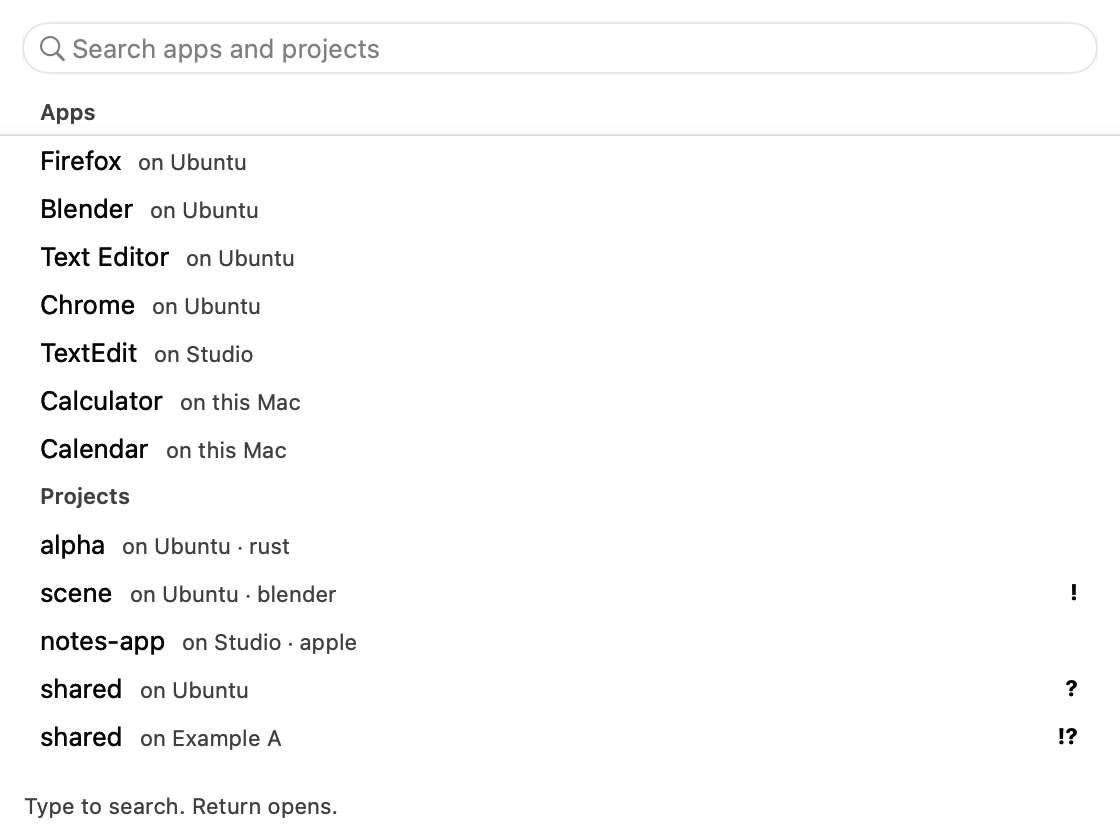 Search apps and projects
Apps
Firefox on Ubuntu
Blender on Ubuntu
Text Editor on Ubuntu
Chrome on Ubuntu
TextEdit on Studio
Calculator on this Mac
Calendar on this Mac
Projects
alpha on Ubuntu · rust
scene on Ubuntu · blender !
notes-app on Studio · apple
shared on Ubuntu ?
shared on Example A !?
Type to search. Return opens.